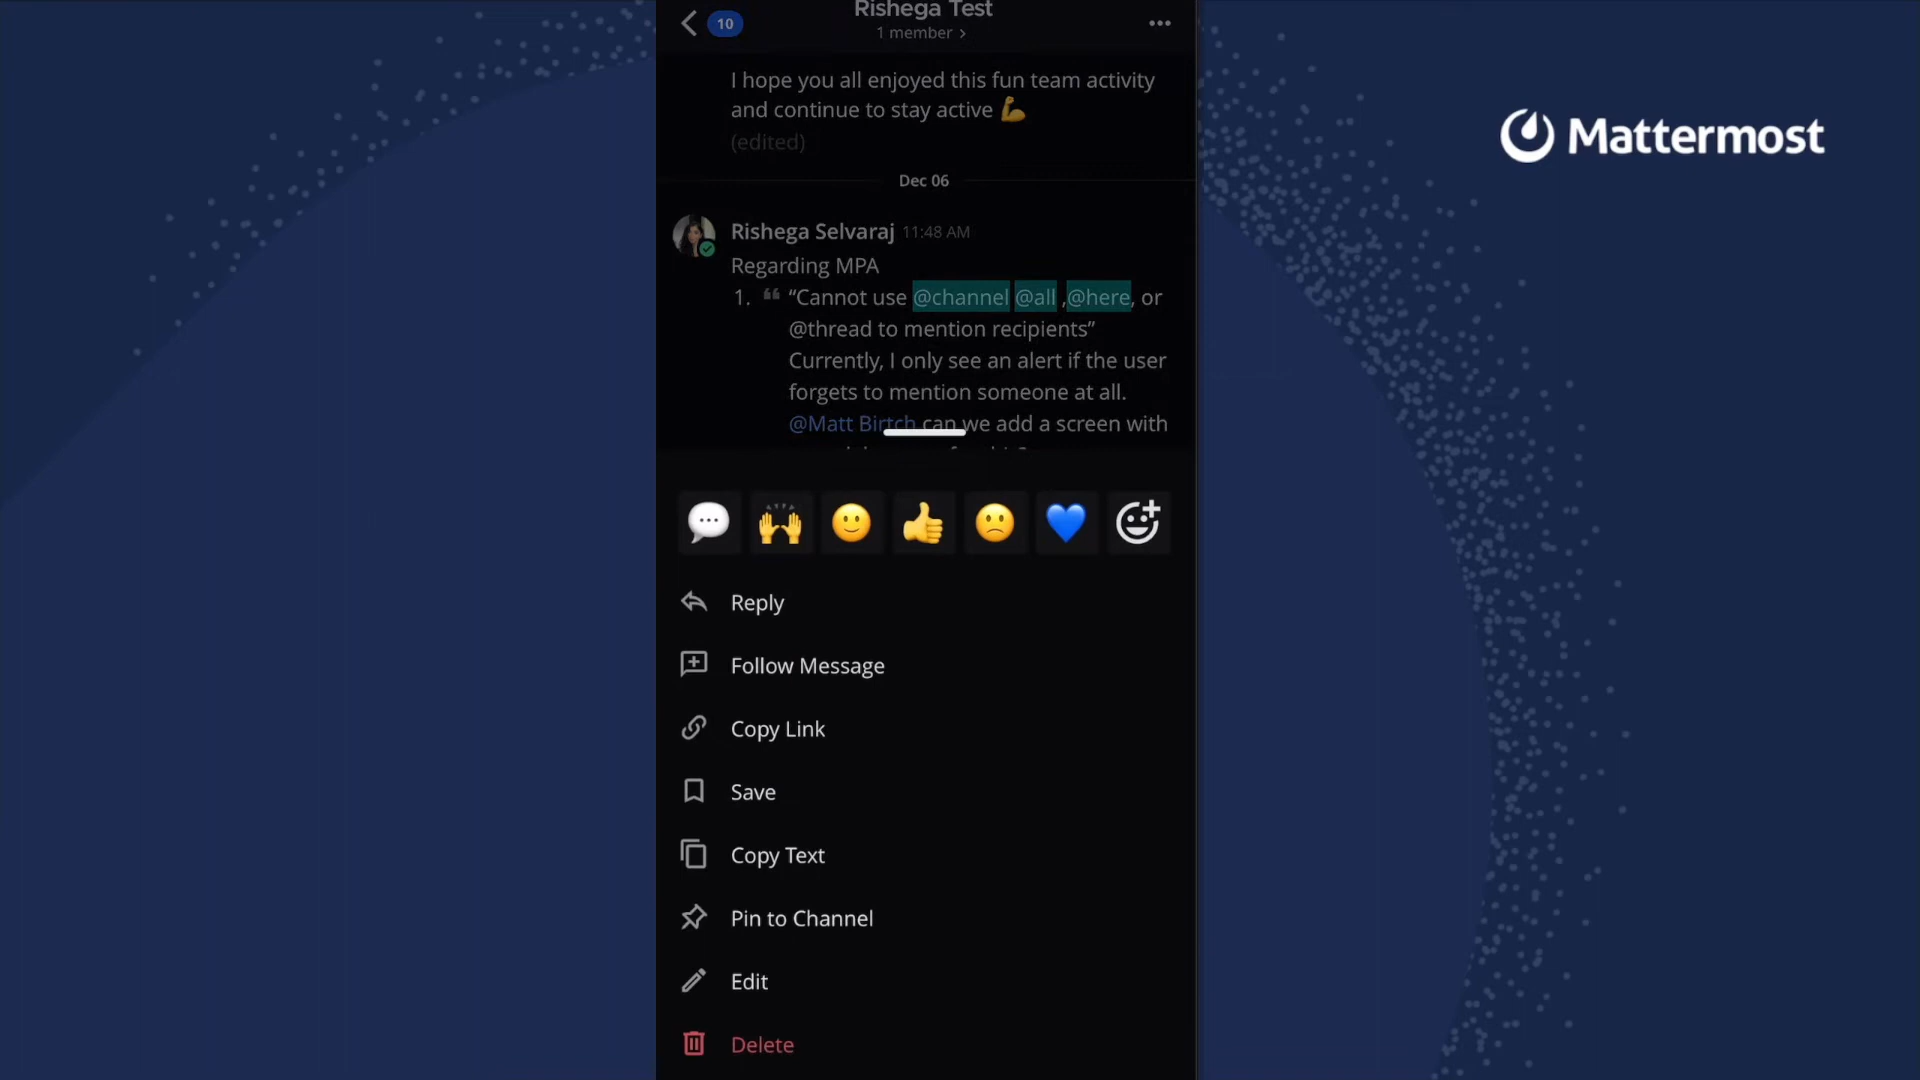 10
Rishega Test
1 member >
Mattermost
I hope you all enjoyed this fun team activity
and continue to stay active 💪
(edited)
Dec 06
Rishega Selvaraj 11:48 AM
Regarding MPA
1. “Cannot use @channel @all ,@here, or
@thread to mention recipients”
Currently, I only see an alert if the user
forgets to mention someone at all.
@Matt Birtch can we add a screen with
Reply
Follow Message
Copy Link
Save
Copy Text
Pin to Channel
Edit
Delete